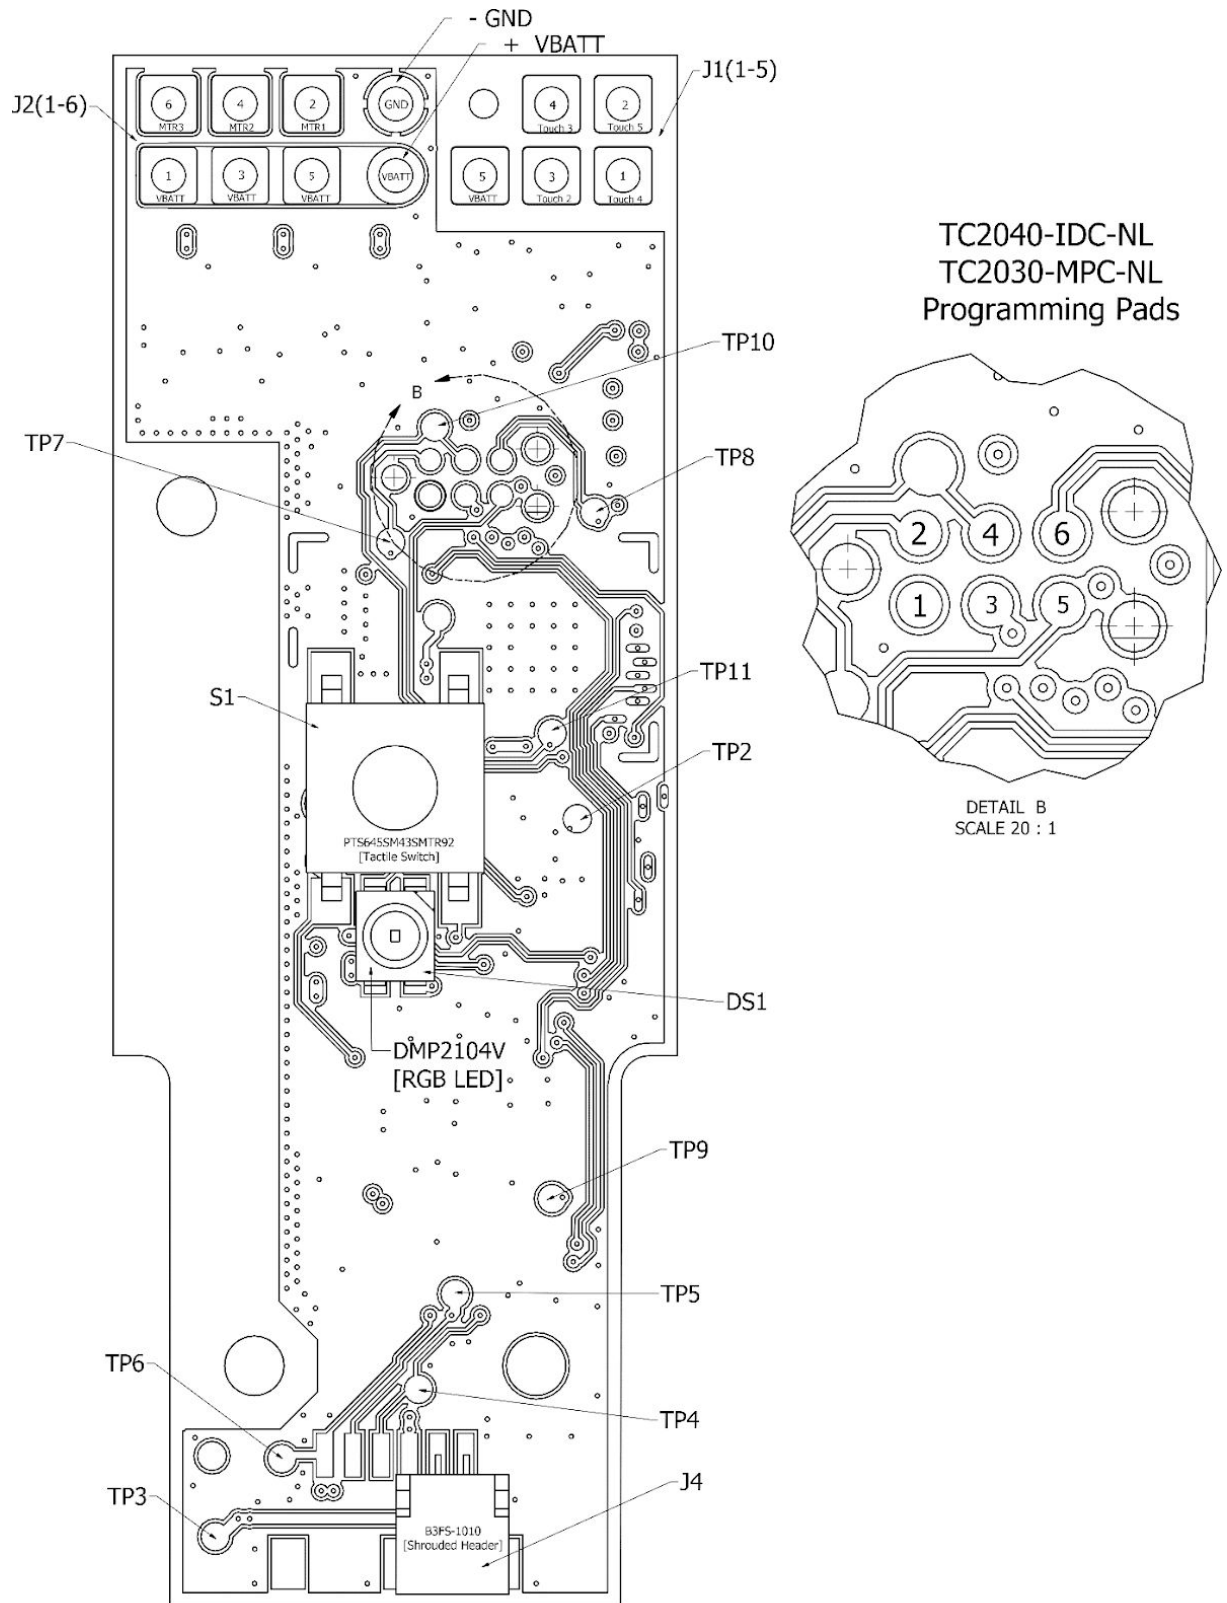 - GND
+ VBATT
J2(1-6)
J1(1-5)
6
MTR3
4
MTR2
2
MTR1
GND
4
Touch 3
2
Touch 5
1
VBATT
3
VBATT
5
VBATT
VBATT
5
VBATT
3
Touch 2
1
Touch 4
TC2040-IDC-NL
TC2030-MPC-NL
Programming Pads
TP10
B
TP7
TP8
2
4
6
1
3
5
DETAIL B
SCALE 20 : 1
S1
TP11
TP2
PTS645SM43SMTR92
[Tactile Switch]
DS1
DMP2104V
[RGB LED]
TP9
TP5
TP6
TP4
TP3
J4
B3FS-1010
[Shrouded Header]